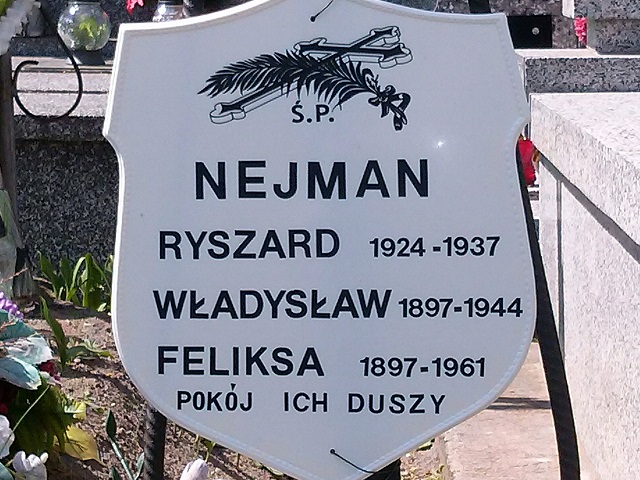 Ś.P.
NEJMAN
RYSZARD 1924-1937
WŁADYSŁAW 1897-1944
FELIKSA 1897-1961
POKÓJ ICH DUSZY